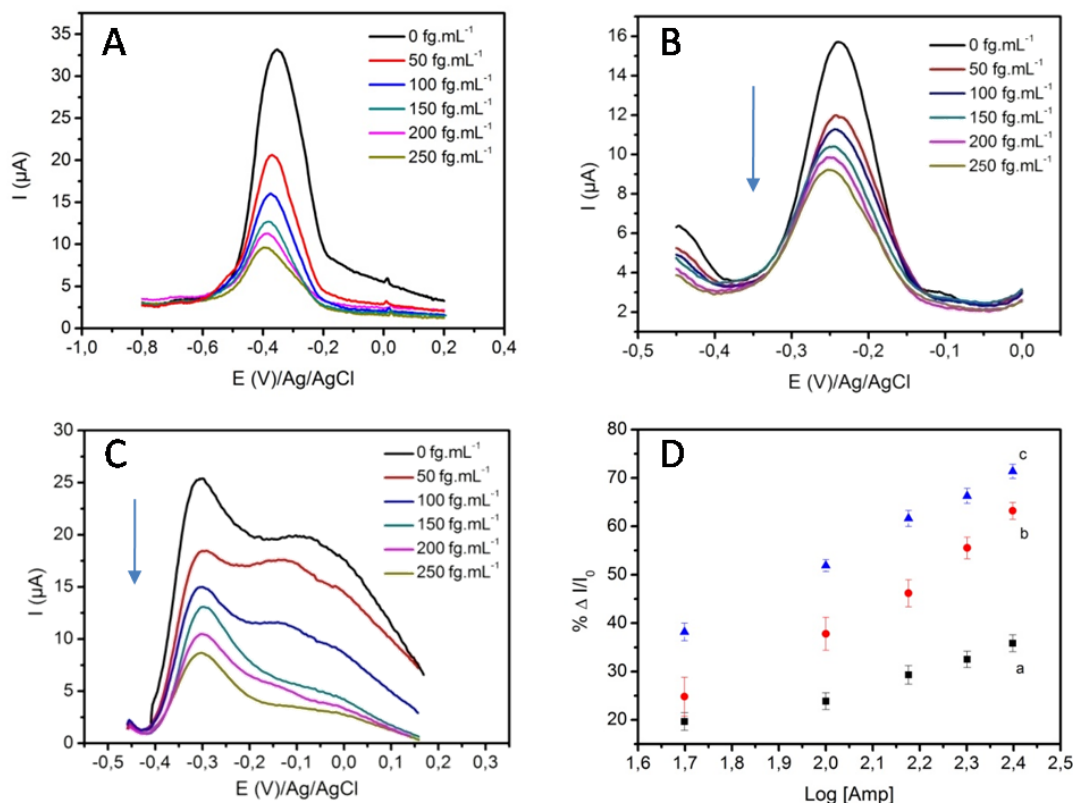 A
35
30
25
20
15
10
5
0
I (µA)
0 fg.mL⁻¹
50 fg.mL⁻¹
100 fg.mL⁻¹
150 fg.mL⁻¹
200 fg.mL⁻¹
250 fg.mL⁻¹
-1,0 -0,8 -0,6 -0,4 -0,2 0,0 0,2 0,4
E (V)/Ag/AgCl
B
16
14
12
10
8
6
4
2
I (µA)
0 fg.mL⁻¹
50 fg.mL⁻¹
100 fg.mL⁻¹
150 fg.mL⁻¹
200 fg.mL⁻¹
250 fg.mL⁻¹
-0,5 -0,4 -0,3 -0,2 -0,1 0,0
E (V)/Ag/AgCl
C
30
25
20
15
10
5
0
I (µA)
0 fg.mL⁻¹
50 fg.mL⁻¹
100 fg.mL⁻¹
150 fg.mL⁻¹
200 fg.mL⁻¹
250 fg.mL⁻¹
-0,5 -0,4 -0,3 -0,2 -0,1 0,0 0,1 0,2 0,3
E (V)/Ag/AgCl
D
80
70
60
50
40
30
20
% Δ I/I₀
c
b
a
1,6 1,7 1,8 1,9 2,0 2,1 2,2 2,3 2,4 2,5
Log [Amp]